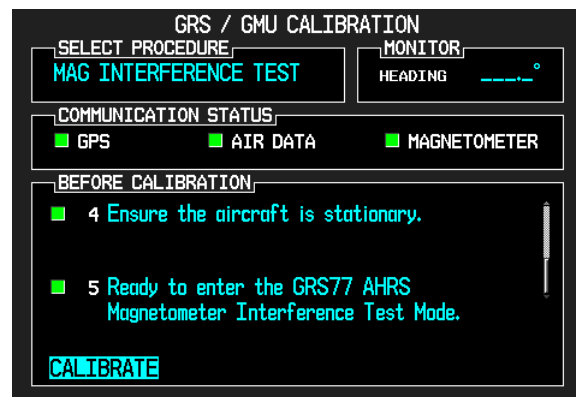 GRS / GMU CALIBRATION
SELECT PROCEDURE
MAG INTERFERENCE TEST
MONITOR
HEADING ___._°
COMMUNICATION STATUS
GPS AIR DATA MAGNETOMETER
BEFORE CALIBRATION
4 Ensure the aircraft is stationary.
5 Ready to enter the GRS77 AHRS
Magnetometer Interference Test Mode.
CALIBRATE